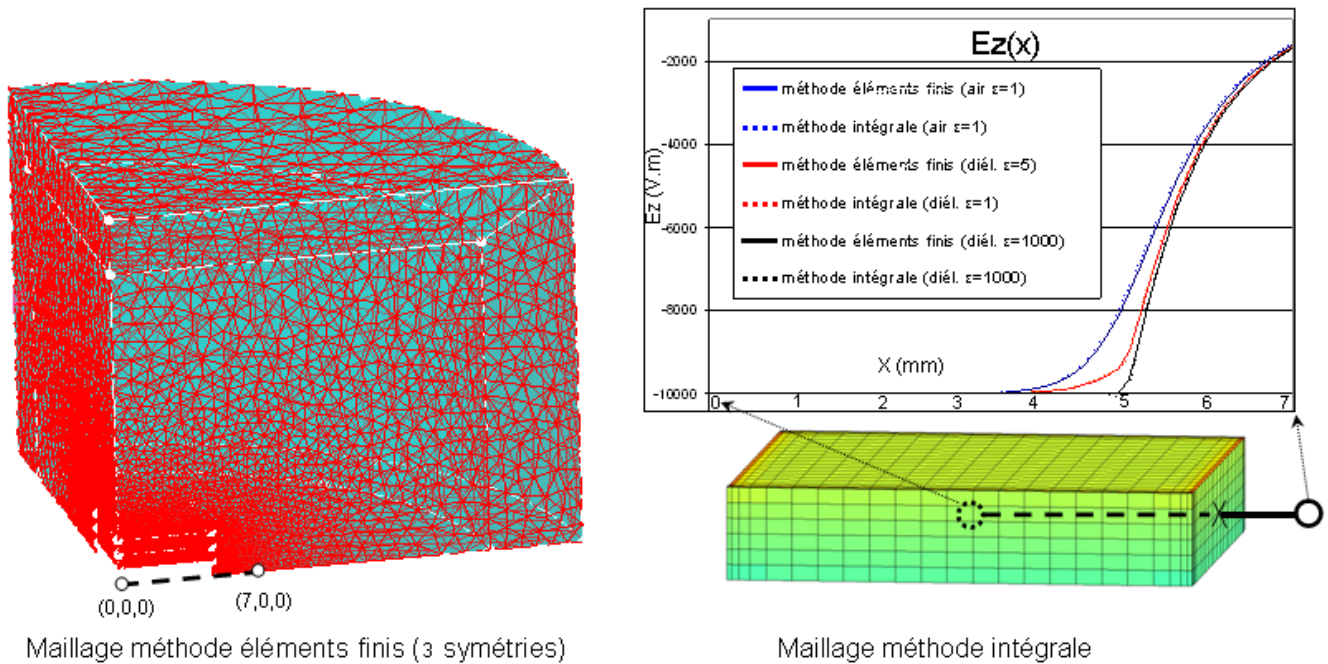 Ez(x)
-2000
-4000
-6000
-8000
-10000
Ez (V.m)
méthode éléments finis (air ε=1)
méthode intégrale (air ε=1)
méthode éléments finis (diél. ε=5)
méthode intégrale (diél. ε=1)
méthode éléments finis (diél. ε=1000)
méthode intégrale (diél. ε=1000)
X (mm)
0 1 2 3 4 5 6 7
X
(0,0,0)
(7,0,0)
Maillage méthode éléments finis (3 symétries)
Maillage méthode intégrale